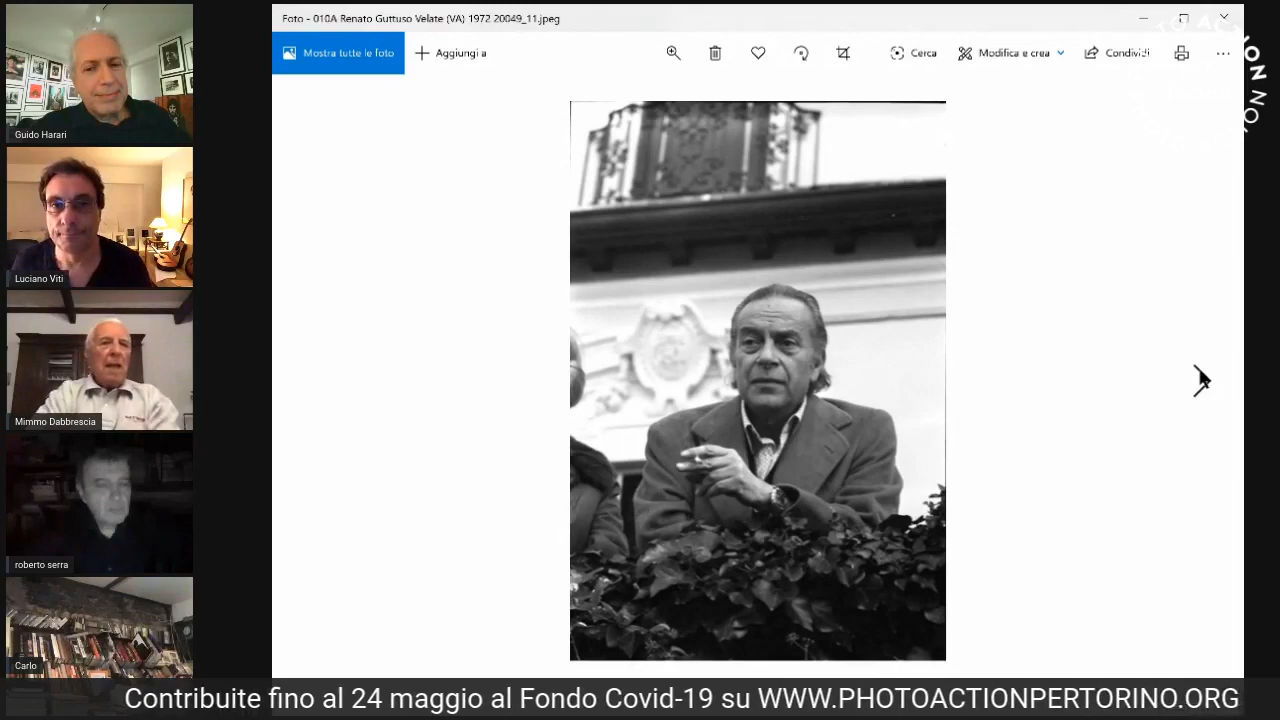 Foto - 010A Renato Guttuso Velate (VA) 1972 20049_11.jpeg
Mostra tutte le foto
Aggiungi a
Cerca
Modifica e crea
Condividi
Guido Harari
Luciano Viti
Mimmo Dabbrescia
roberto serra
Carlo
Contribuite fino al 24 maggio al Fondo Covid-19 su WWW.PHOTOACTIONPERTORINO.ORG